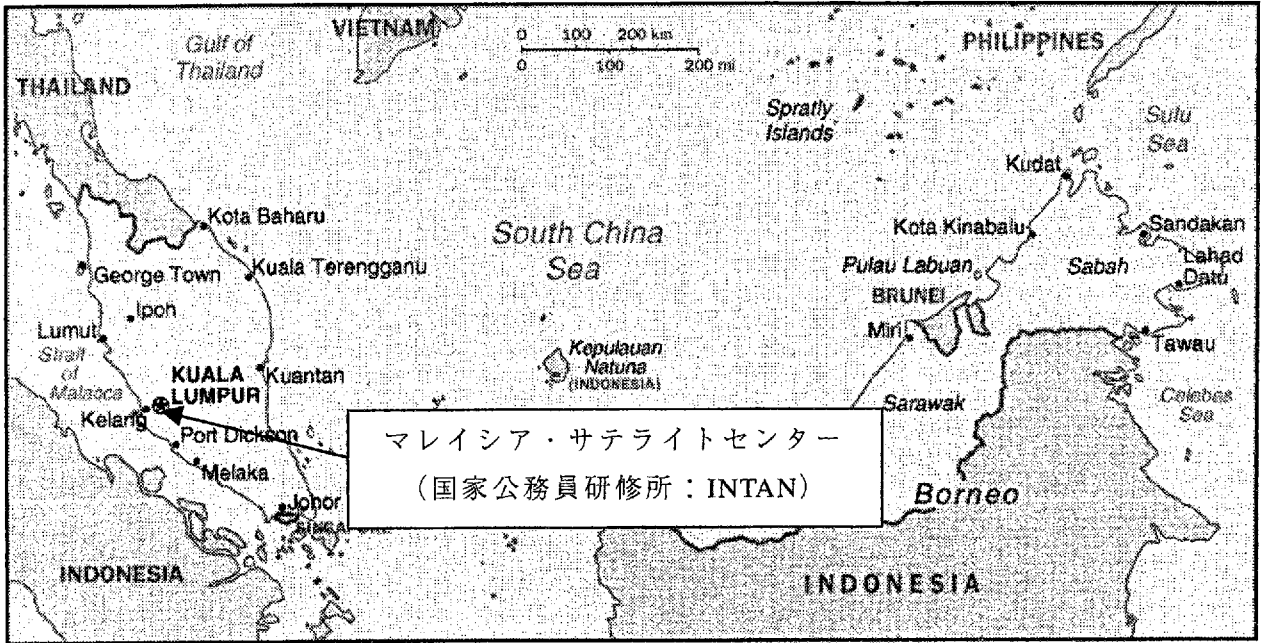 VIETNAM
0 100 200 km
0 100 200 mi
PHILIPPINES
Gulf of
Thailand
THAILAND
Spratly
Islands
Sulu
Sea
Kudat
Kota Baharu
South China
Sea
Kota Kinabalu
Sandakan
George Town
Kuala Terengganu
Pulau Labuan
Sabah
Lahad
Datu
BRUNEI
Ipoh
Lumut
Miri
Tawau
Strait
of
Malacca
Kepulauan
Natuna
(INDONESIA)
KUALA
LUMPUR
Kuantan
Sarawak
Celebes
Sea
Kelang
Port Dickson
Melaka
マレイシア・サテライトセンター
(国家公務員研修所:INTAN)
Johor
Borneo
INDONESIA
INDONESIA